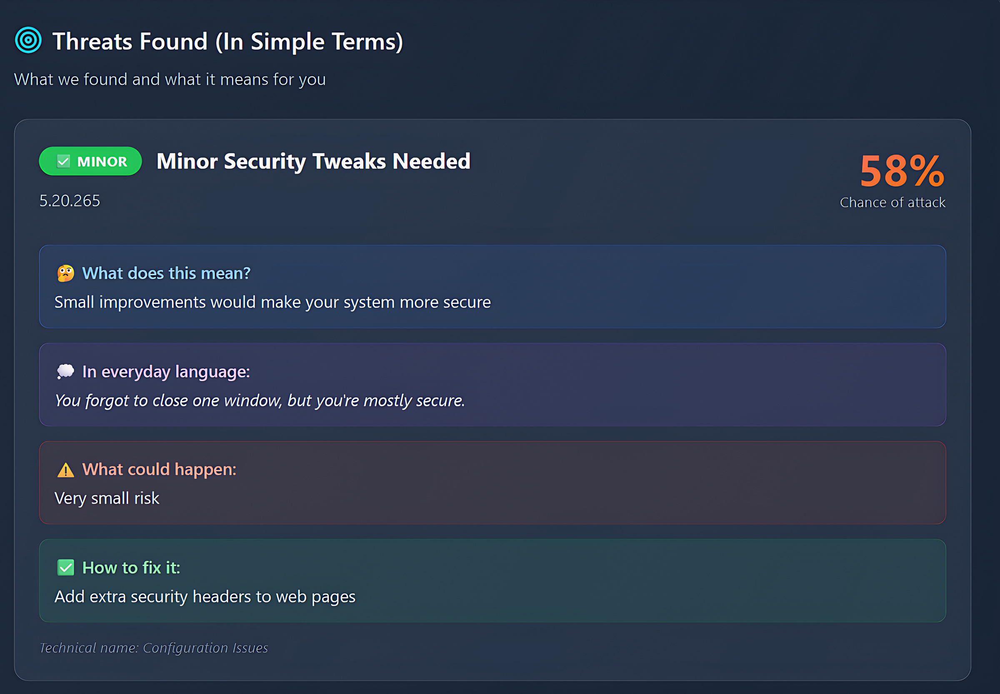 Threats Found (In Simple Terms)
What we found and what it means for you
✅ MINOR
Minor Security Tweaks Needed
58%
5.20.265
Chance of attack
🤔 What does this mean?
Small improvements would make your system more secure
💭 In everyday language:
You forgot to close one window, but you're mostly secure.
⚠️ What could happen:
Very small risk
✅ How to fix it:
Add extra security headers to web pages
Technical name: Configuration Issues